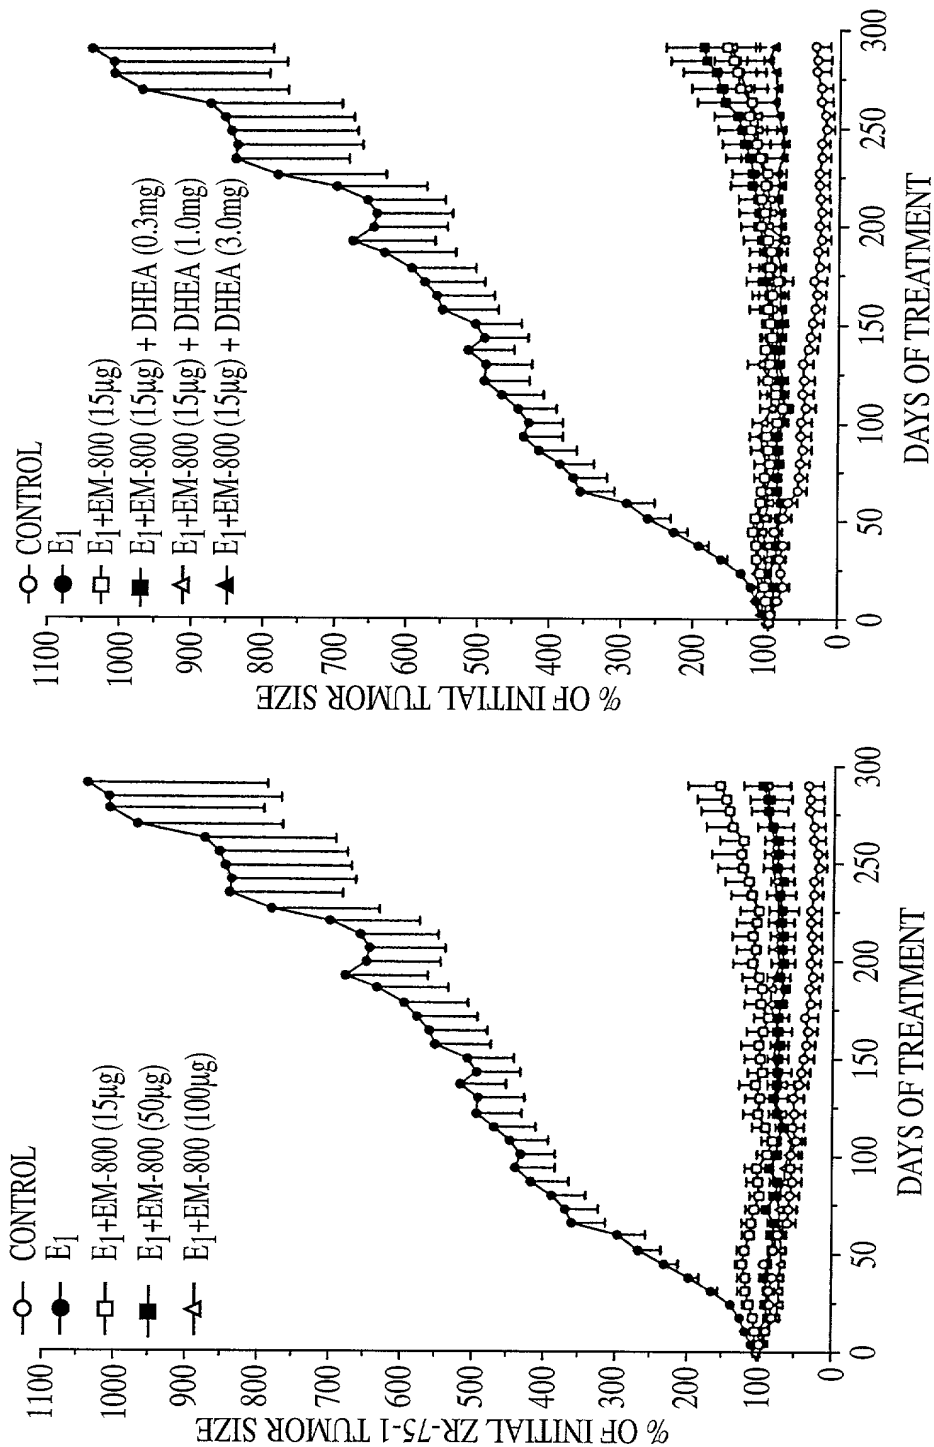 CONTROL
E1
E1+EM-800 (15µg)
E1+EM-800 (50µg)
E1+EM-800 (100µg)
% OF INITIAL ZR-75-1 TUMOR SIZE
1100
1000
900
800
700
600
500
400
300
200
100
0
0
50
100
150
200
250
300
DAYS OF TREATMENT
CONTROL
E1
E1+EM-800 (15µg)
E1+EM-800 (15µg) + DHEA (0.3mg)
E1+EM-800 (15µg) + DHEA (1.0mg)
E1+EM-800 (15µg) + DHEA (3.0mg)
% OF INITIAL TUMOR SIZE
1100
1000
900
800
700
600
500
400
300
200
100
0
0
50
100
150
200
250
300
DAYS OF TREATMENT